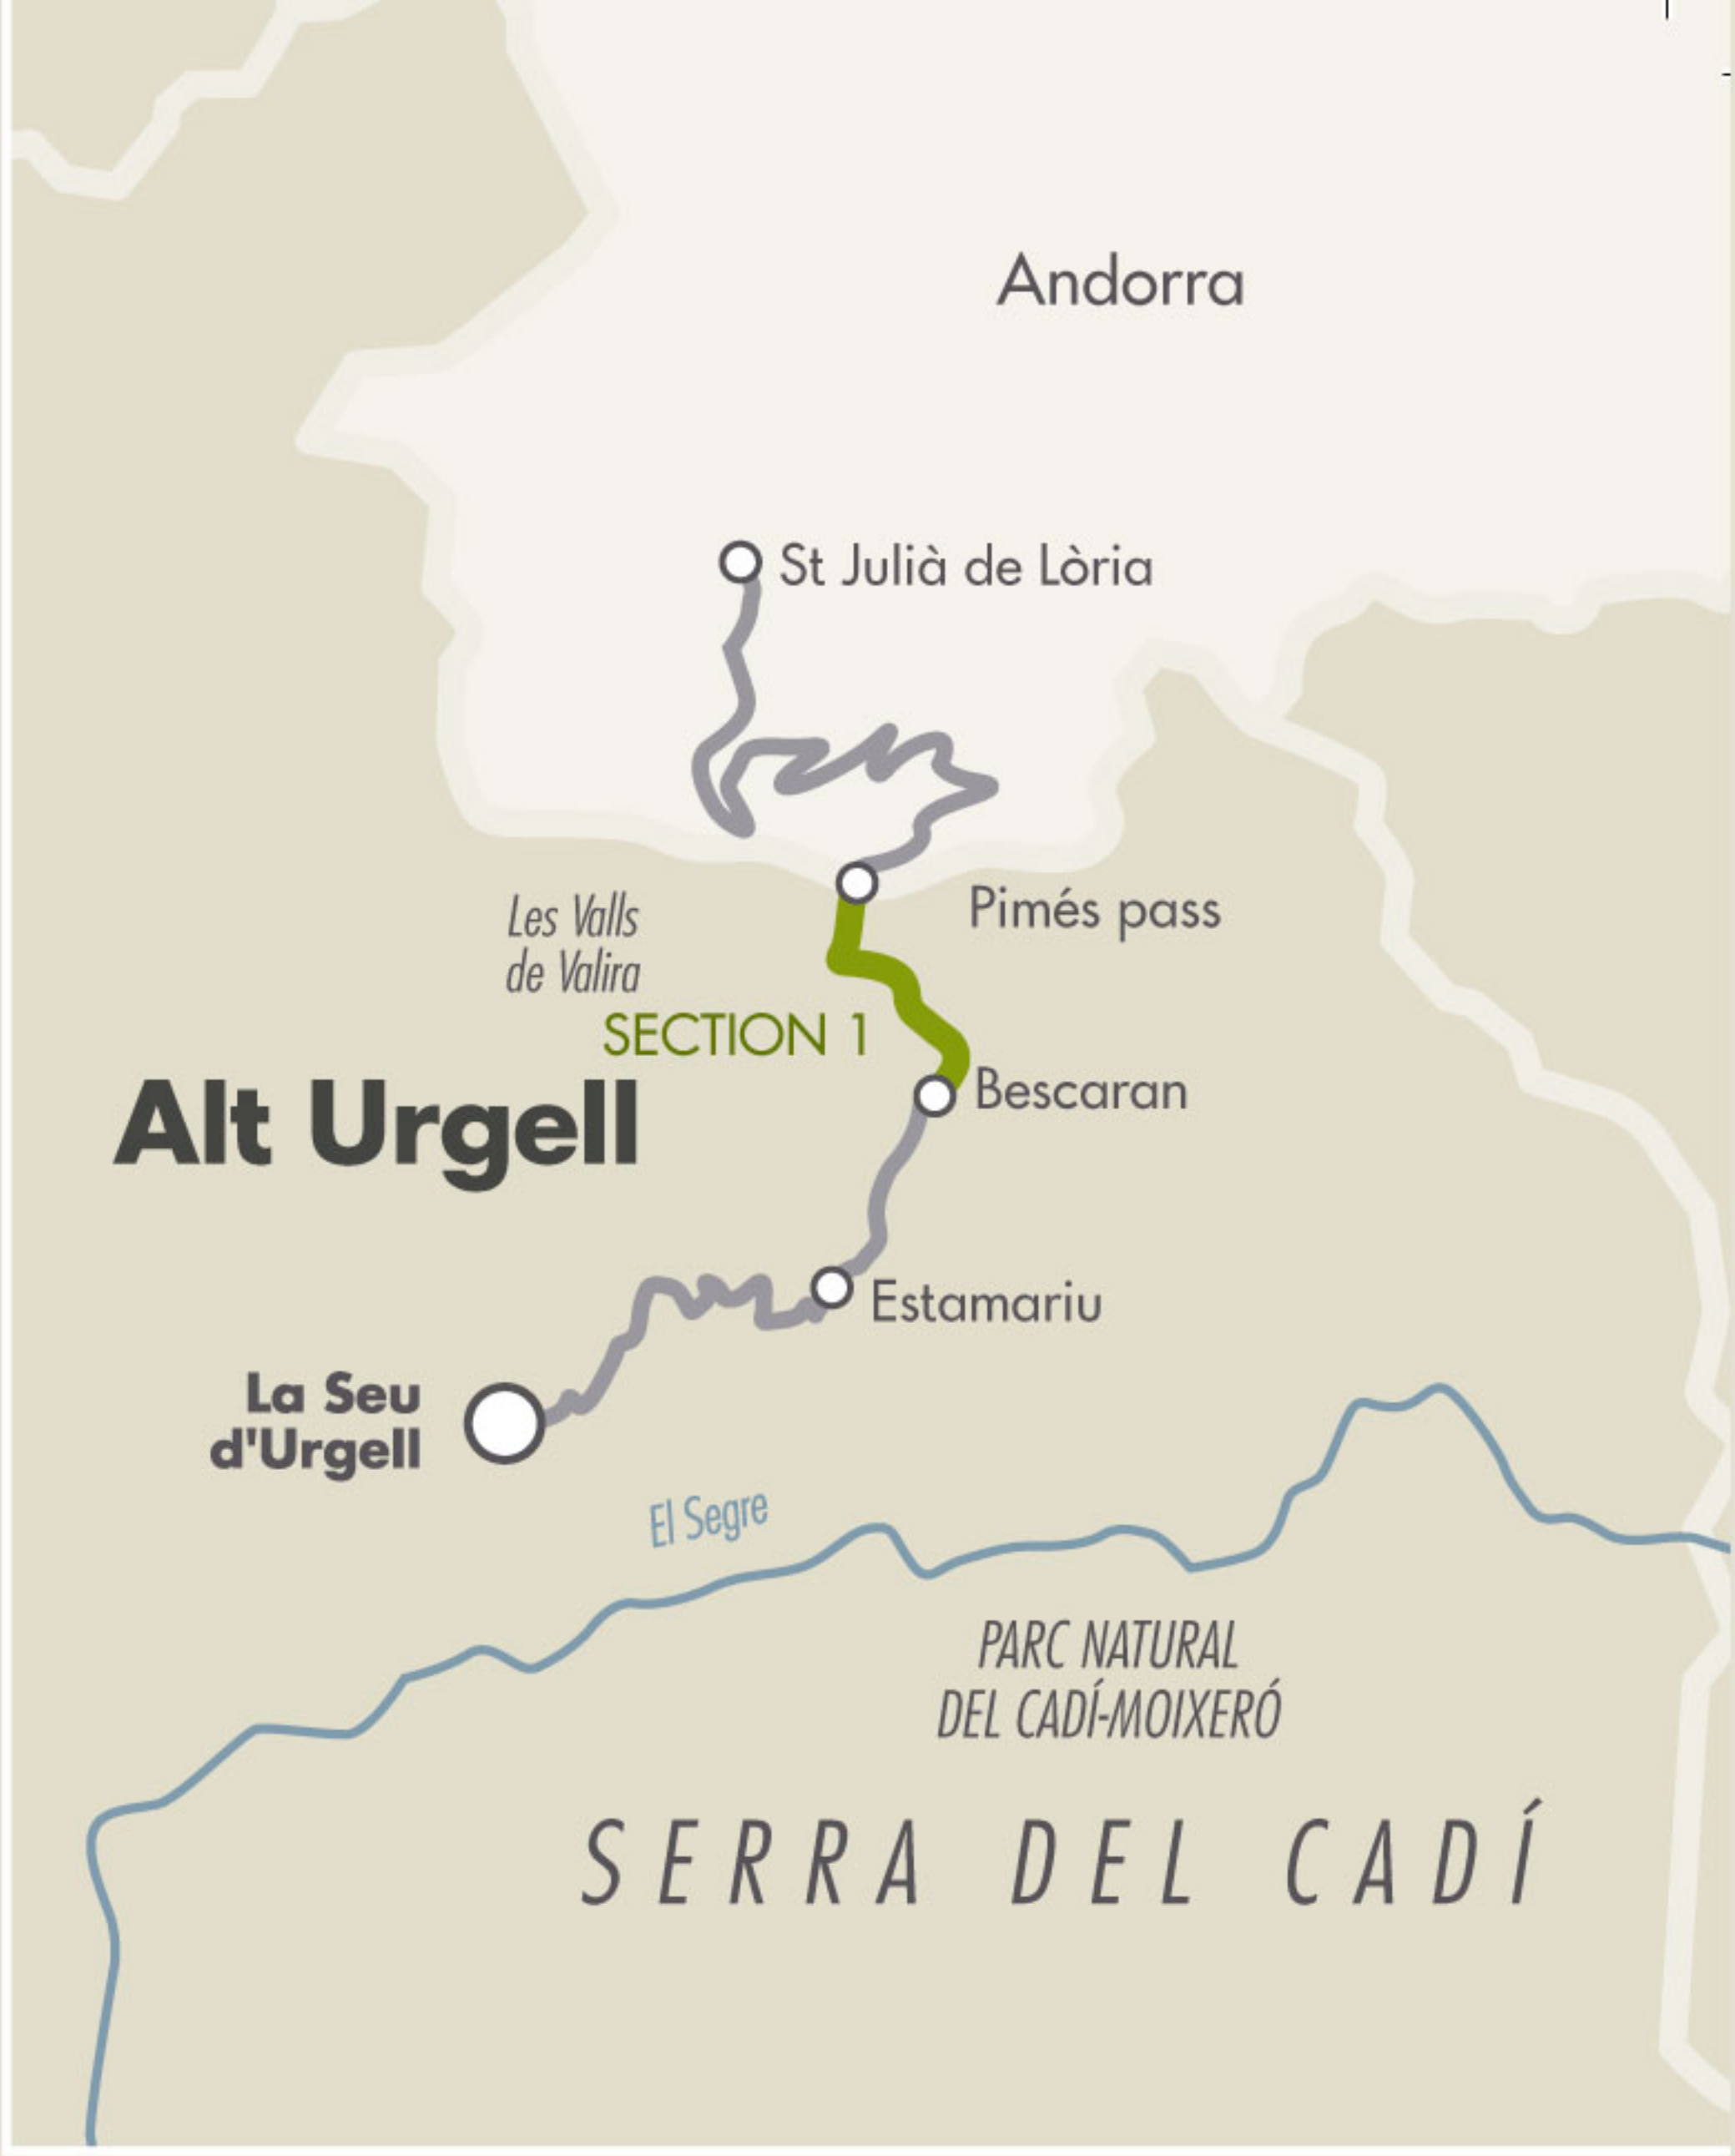 Andorra
St Julià de Lòria
Pimés pass
Les Valls
de Valira
SECTION 1
Bescaran
Alt Urgell
Estamariu
La Seu
d'Urgell
El Segre
PARC NATURAL
DEL CADÍ-MOIXERÓ
SERRA DEL CADÍ